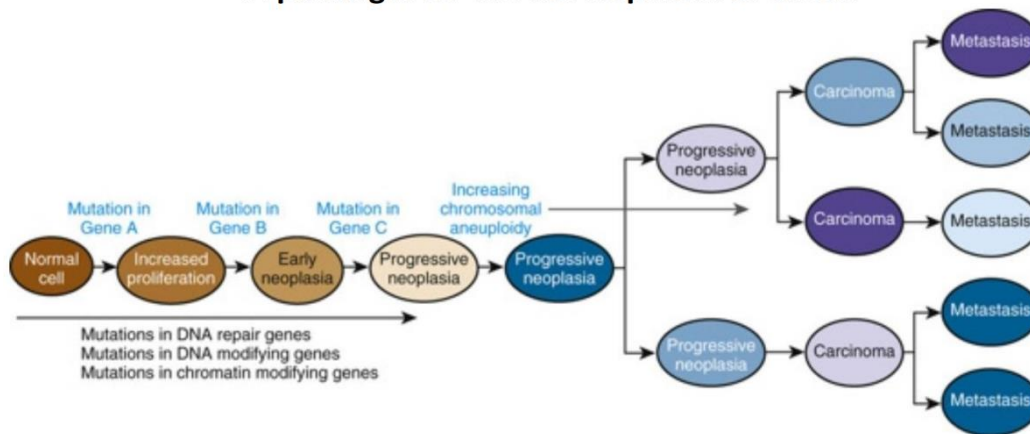 Mutation in
Gene A
Mutation in
Gene B
Mutation in
Gene C
Increasing
chromosomal
aneuploidy
Normal
cell
Increased
proliferation
Early
neoplasia
Progressive
neoplasia
Progressive
neoplasia
Mutations in DNA repair genes
Mutations in DNA modifying genes
Mutations in chromatin modifying genes
Progressive
neoplasia
Carcinoma
Metastasis
Metastasis
Carcinoma
Metastasis
Progressive
neoplasia
Carcinoma
Metastasis
Metastasis